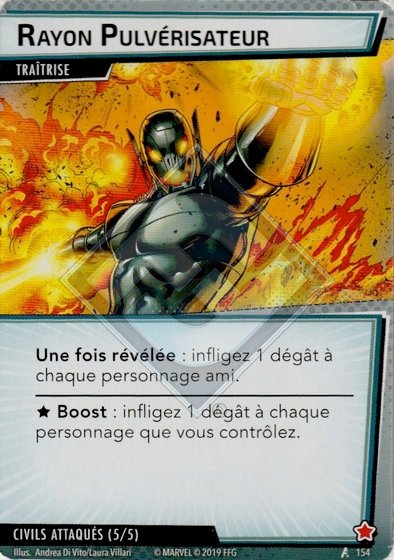 RAYON PULVÉRISATEUR
TRAÎTRISE
Une fois révélée : infligez 1 dégât à
chaque personnage ami.
★ Boost : infligez 1 dégât à chaque
personnage que vous contrôlez.
CIVILS ATTAQUÉS (5/5)
Illus. Andrea Di Vito/Laura Villari © MARVEL © 2019 FFG 154